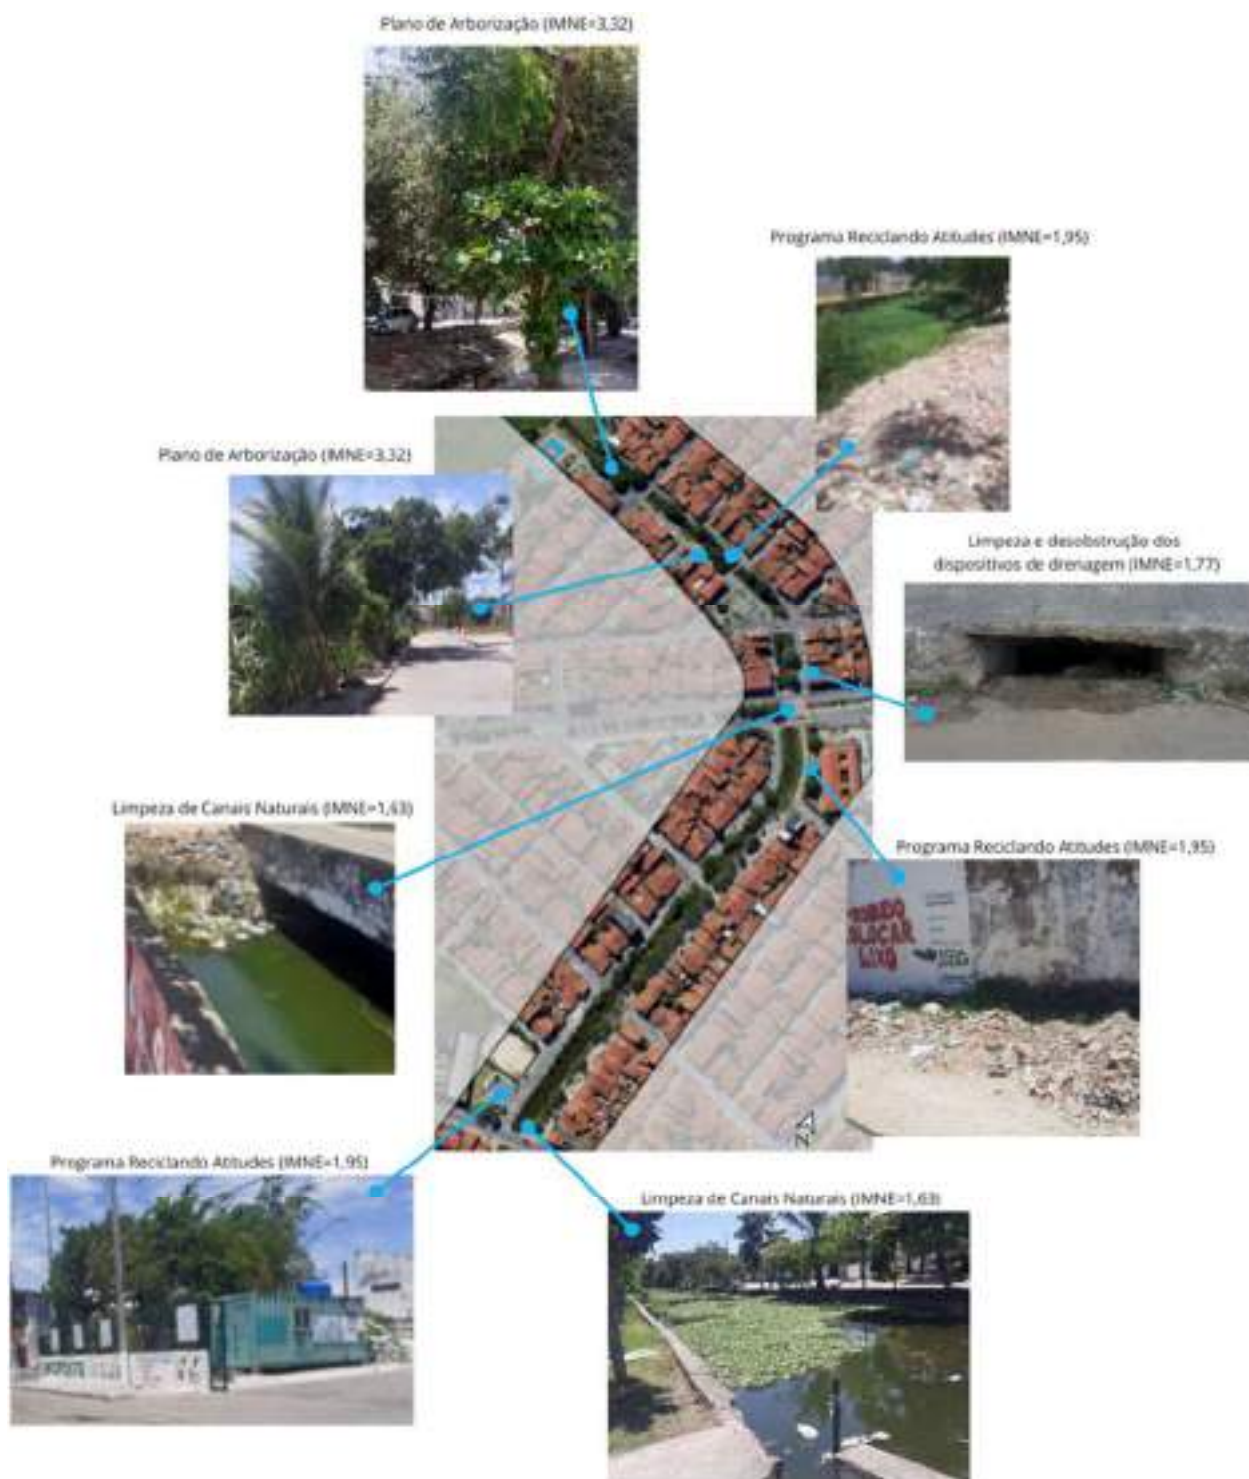 Plano de Arborização (IMNE=3,32)
Programa Reciclando Atitudes (IMNE=1,95)
Plano de Arborização (IMNE=3,32)
Limpeza e desobstrução dos
dispositivos de drenagem (IMNE=1,77)
Limpeza de Canais Naturais (IMNE=1,63)
Programa Reciclando Atitudes (IMNE=1,95)
LIXO
N
Programa Reciclando Atitudes (IMNE=1,95)
Limpeza de Canais Naturais (IMNE=1,63)